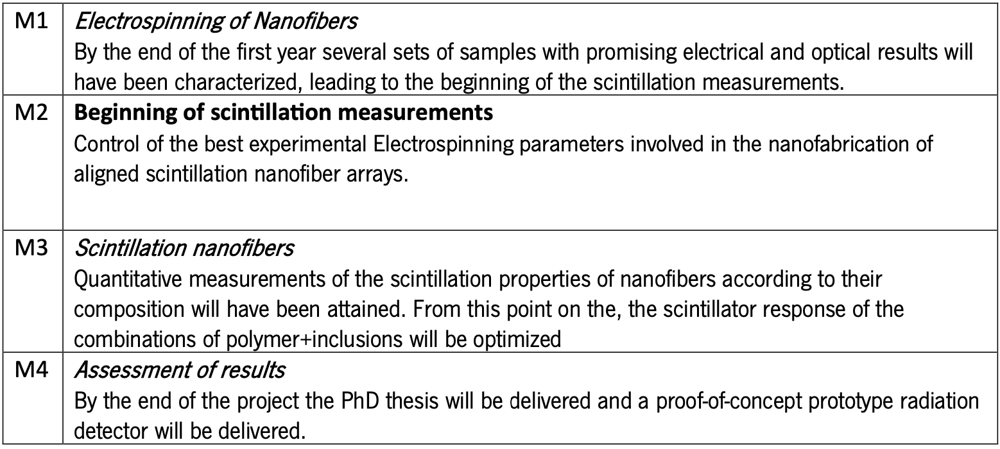 M1 Electrospinning of Nanofibers
By the end of the first year several sets of samples with promising electrical and optical results will
have been characterized, leading to the beginning of the scintillation measurements.
M2 Beginning of scintillation measurements
Control of the best experimental Electrospinning parameters involved in the nanofabrication of
aligned scintillation nanofiber arrays.
M3 Scintillation nanofibers
Quantitative measurements of the scintillation properties of nanofibers according to their
composition will have been attained. From this point on the, the scintillator response of the
combinations of polymer+inclusions will be optimized
M4 Assessment of results
By the end of the project the PhD thesis will be delivered and a proof-of-concept prototype radiation
detector will be delivered.